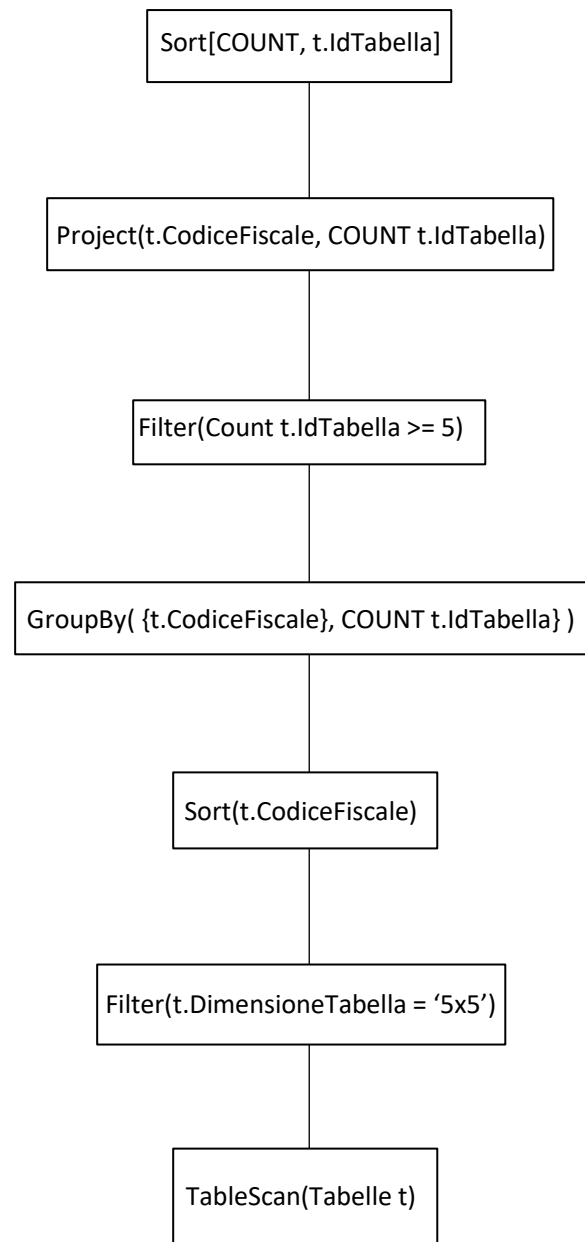 Sort[COUNT, t.IdTabella]
Project(t.CodiceFiscale, COUNT t.IdTabella)
Filter(Count t.IdTabella >= 5)
GroupBy( {t.CodiceFiscale}, COUNT t.IdTabella} )
Sort(t.CodiceFiscale)
Filter(t.DimensioneTabella = ‘5x5’)
TableScan(Tabelle t)